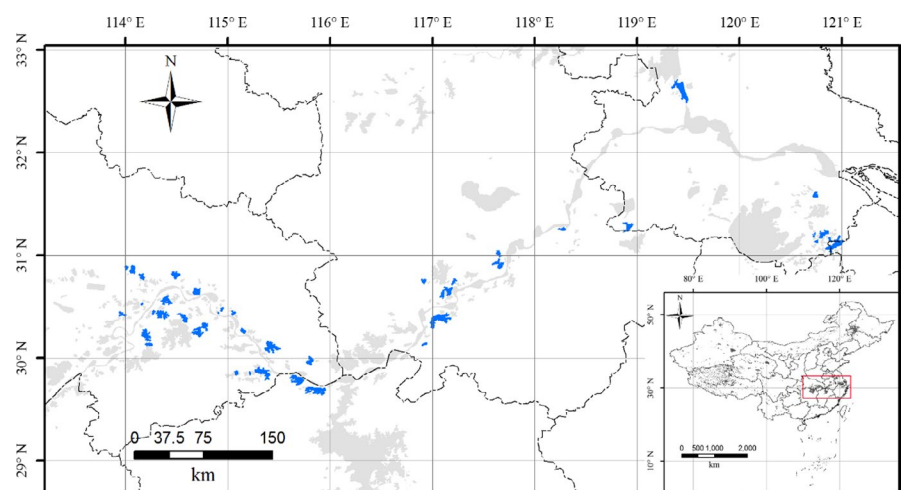 114° E 115° E 116° E 117° E 118° E 119° E 120° E 121° E
33° N
N
32° N
31° N
80° E 100° E 120° E
N
50° N
30° N
30° N
0 37.5 75 150
km
29° N
0 500 1,000 2,000
km
10° N